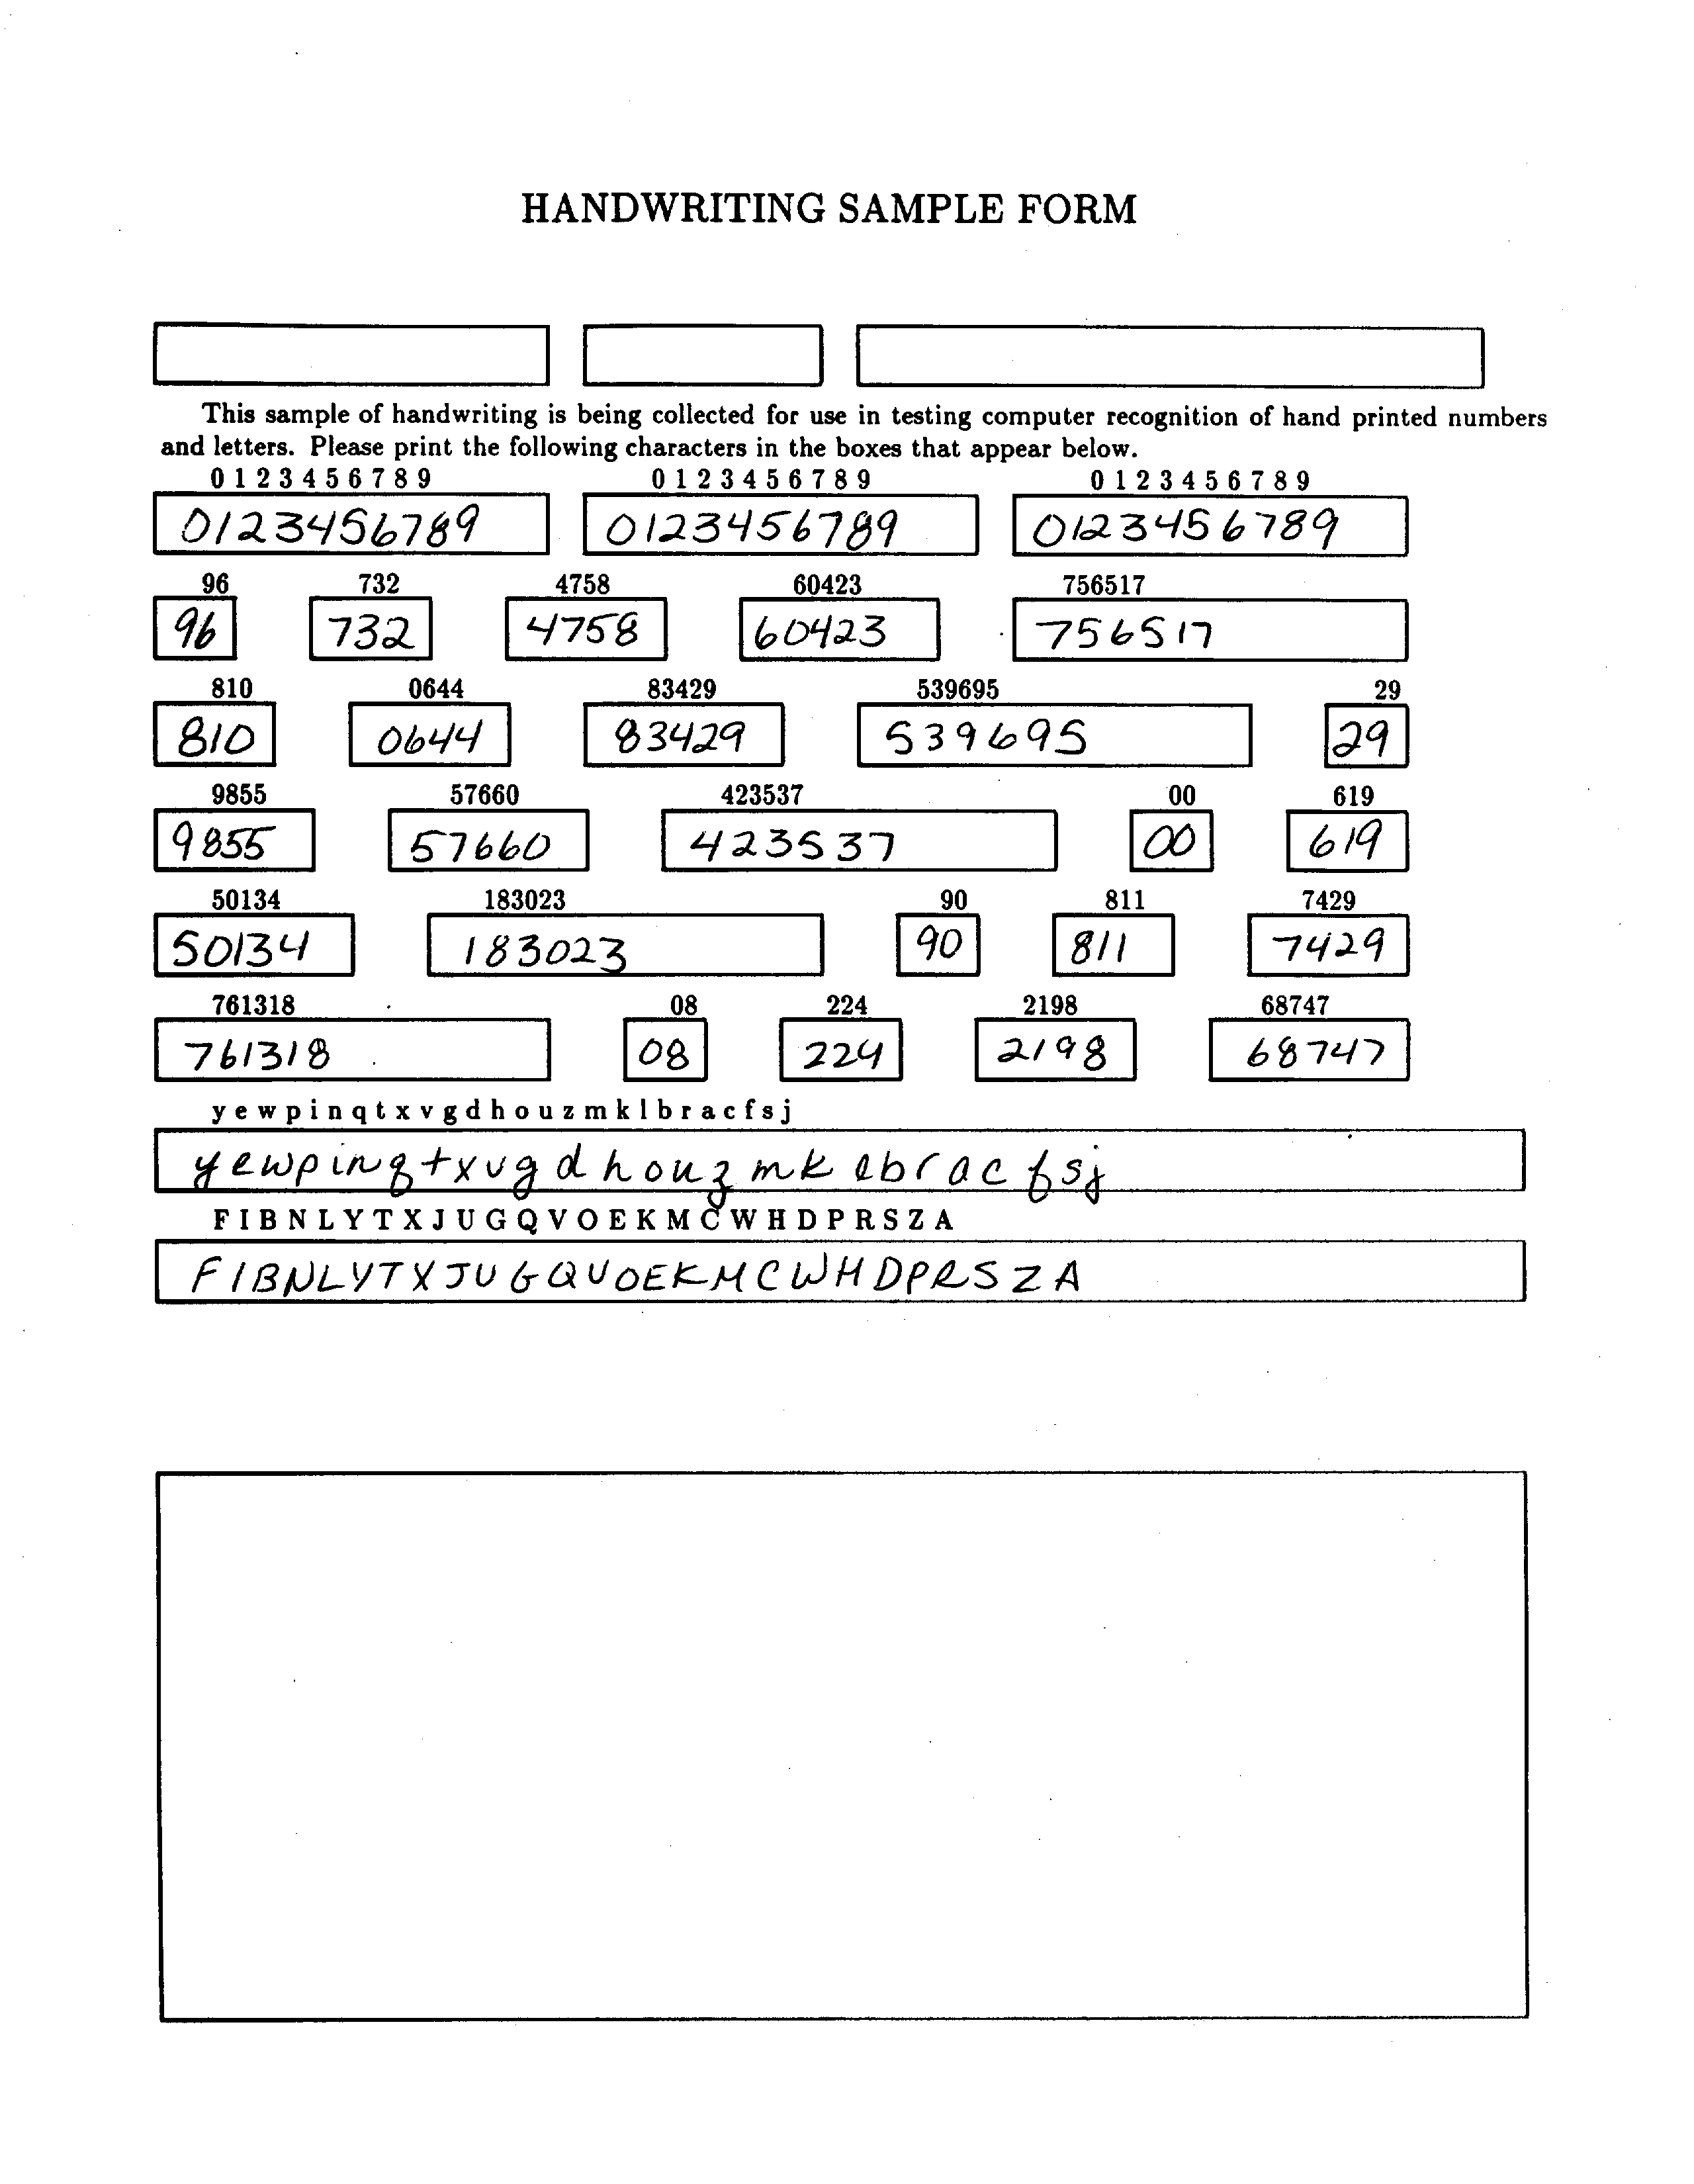 HANDWRITING SAMPLE FORM
This sample of handwriting is being collected for use in testing computer recognition of hand printed numbers
and letters. Please print the following characters in the boxes that appear below.
0 1 2 3 4 5 6 7 8 9 0 1 2 3 4 5 6 7 8 9 0 1 2 3 4 5 6 7 8 9
0123456789 0123456789 0123456789
96 732 4758 60423 756517
96 732 4758 60423 756517
810 0644 83429 539695 29
810 0644 83429 539695 29
9855 57660 423537 00 619
9855 57660 423537 00 619
50134 183023 90 811 7429
50134 183023 90 811 7429
761318 08 224 2198 68747
761318 08 224 2198 68747
y e w p i n q t x v g d h o u z m k l b r a c f s j
yewpinqtxvgdhouzmklbracfsj
F I B N L Y T X J U G Q V O E K M C W H D P R S Z A
FIBNLYTXJUGQVOEKMCWHDPRSZA